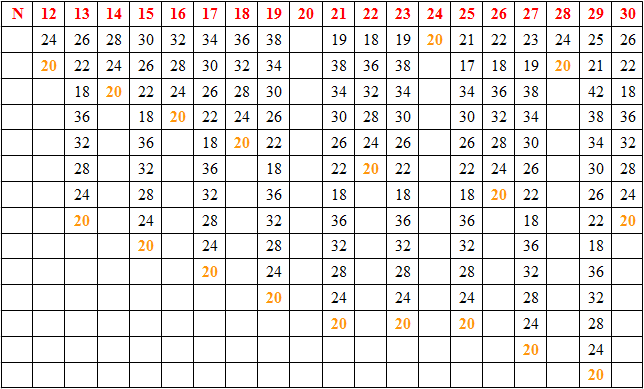 N 12 13 14 15 16 17 18 19 20 21 22 23 24 25 26 27 28 29 30
24 26 28 30 32 34 36 38 19 18 19 20 21 22 23 24 25 26
20 22 24 26 28 30 32 34 38 36 38 17 18 19 20 21 22
18 20 22 24 26 28 30 34 32 34 34 36 38 42 18
36 18 20 22 24 26 30 28 30 30 32 34 38 36
32 36 18 20 22 26 24 26 26 28 30 34 32
28 32 36 18 22 20 22 22 24 26 30 28
24 28 32 36 18 18 18 20 22 26 24
20 24 28 32 36 36 36 18 22 20
20 24 28 32 32 32 36 18
20 24 28 28 28 32 36
20 24 24 24 28 32
20 20 20 24 28
20 24
20